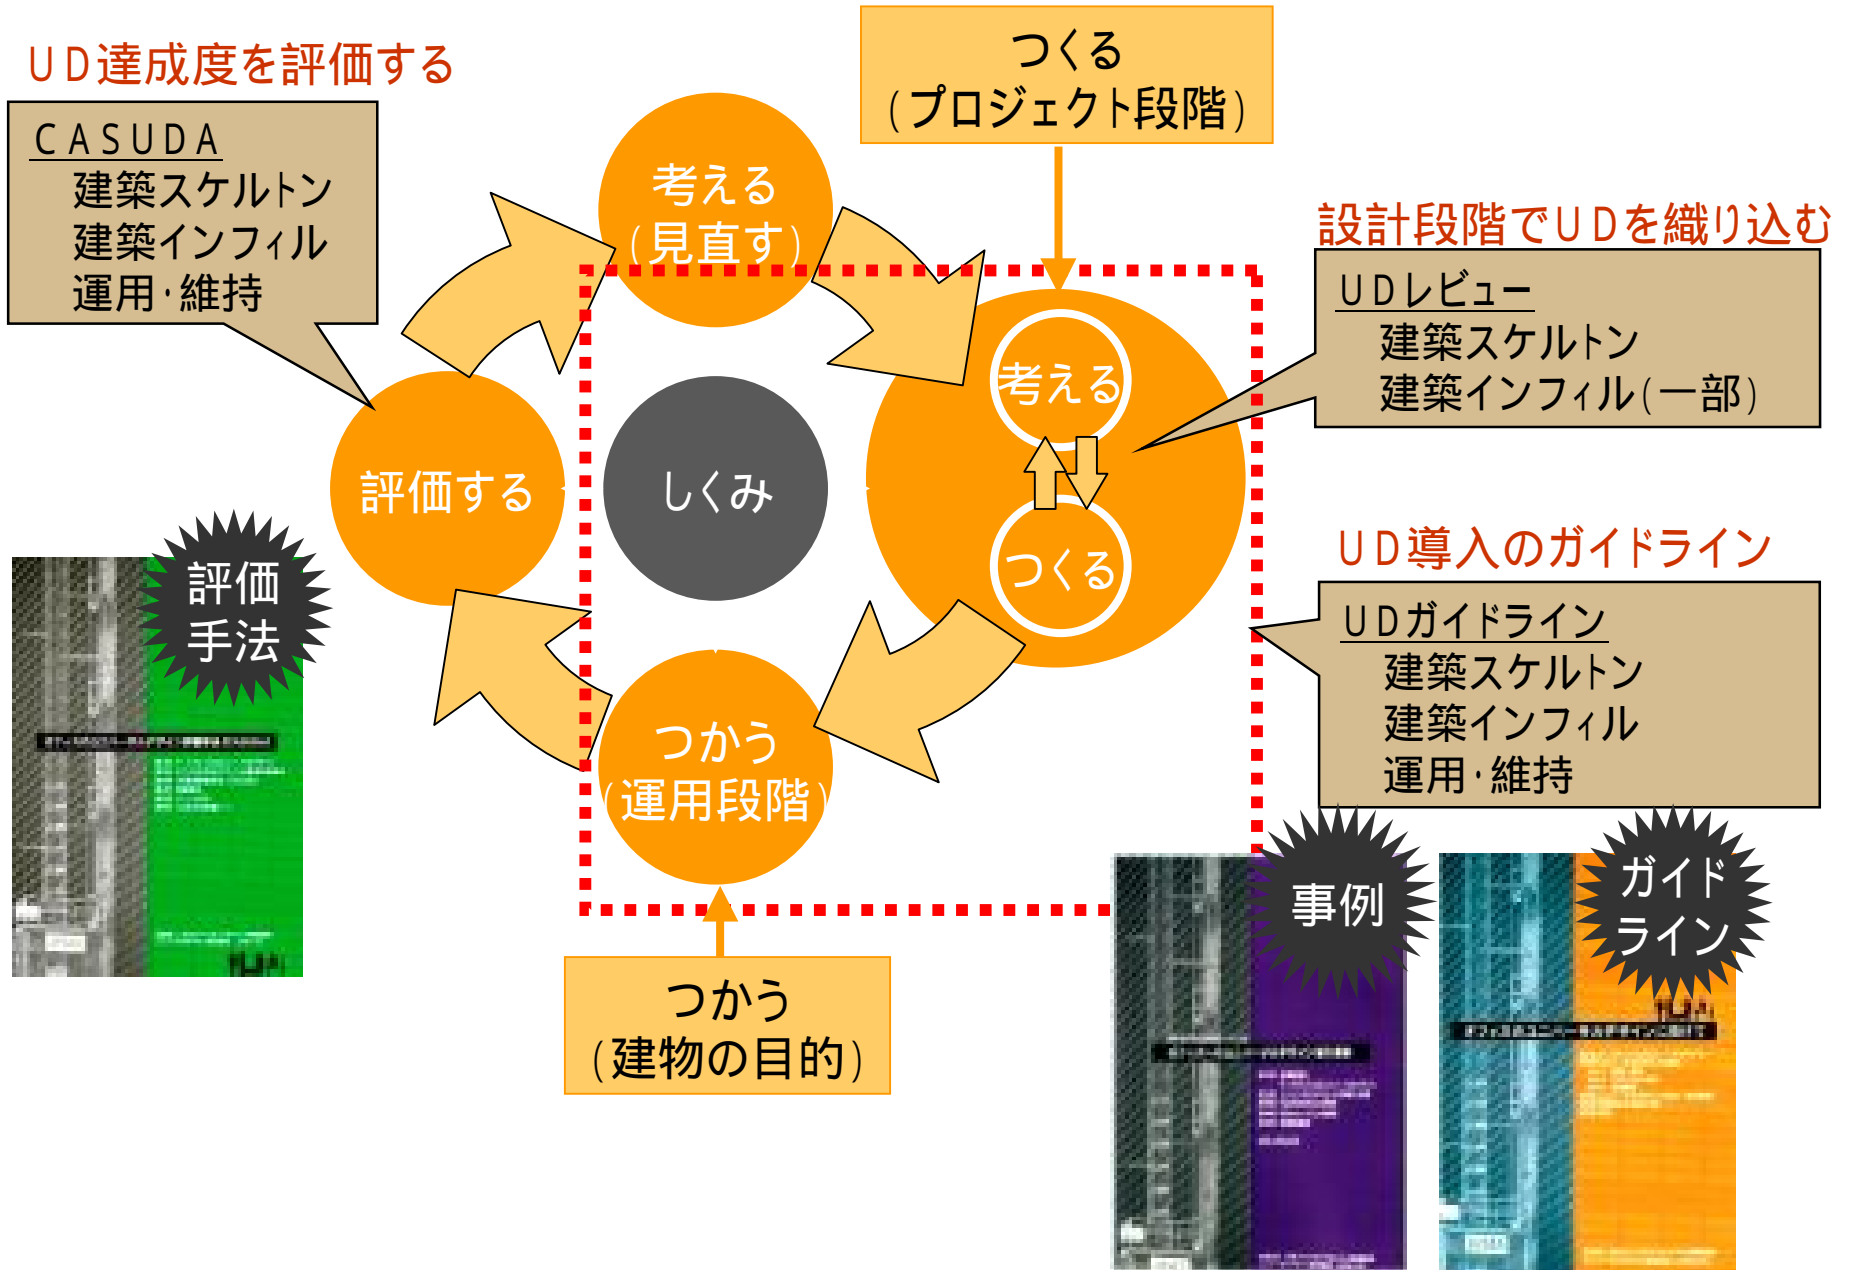 UD達成度を評価する
CASUDA
建築スケルトン
建築インフィル
運用・維持
つくる
(プロジェクト段階)
考える
(見直す)
設計段階でUDを織り込む
UDレビュー
建築スケルトン
建築インフィル(一部)
考える
つくる
評価する
しくみ
つかう
(運用段階)
UD導入のガイドライン
UDガイドライン
建築スケルトン
建築インフィル
運用・維持
評価
手法
事例
ガイド
ライン
つかう
(建物の目的)